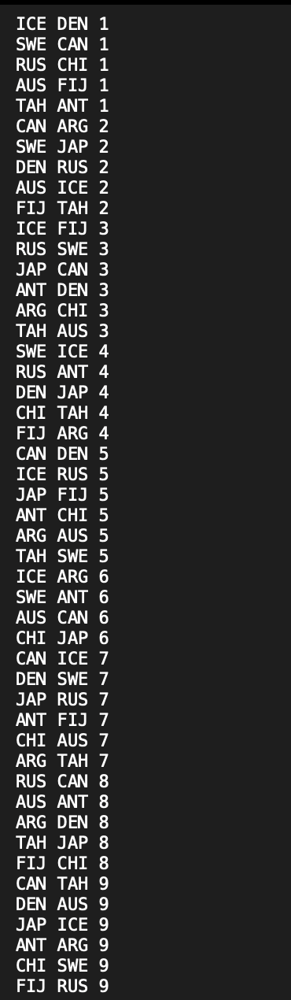 ICE DEN 1
SWE CAN 1
RUS CHI 1
AUS FIJ 1
TAH ANT 1
CAN ARG 2
SWE JAP 2
DEN RUS 2
AUS ICE 2
FIJ TAH 2
ICE FIJ 3
RUS SWE 3
JAP CAN 3
ANT DEN 3
ARG CHI 3
TAH AUS 3
SWE ICE 4
RUS ANT 4
DEN JAP 4
CHI TAH 4
FIJ ARG 4
CAN DEN 5
ICE RUS 5
JAP FIJ 5
ANT CHI 5
ARG AUS 5
TAH SWE 5
ICE ARG 6
SWE ANT 6
AUS CAN 6
CHI JAP 6
CAN ICE 7
DEN SWE 7
JAP RUS 7
ANT FIJ 7
CHI AUS 7
ARG TAH 7
RUS CAN 8
AUS ANT 8
ARG DEN 8
TAH JAP 8
FIJ CHI 8
CAN TAH 9
DEN AUS 9
JAP ICE 9
ANT ARG 9
CHI SWE 9
FIJ RUS 9